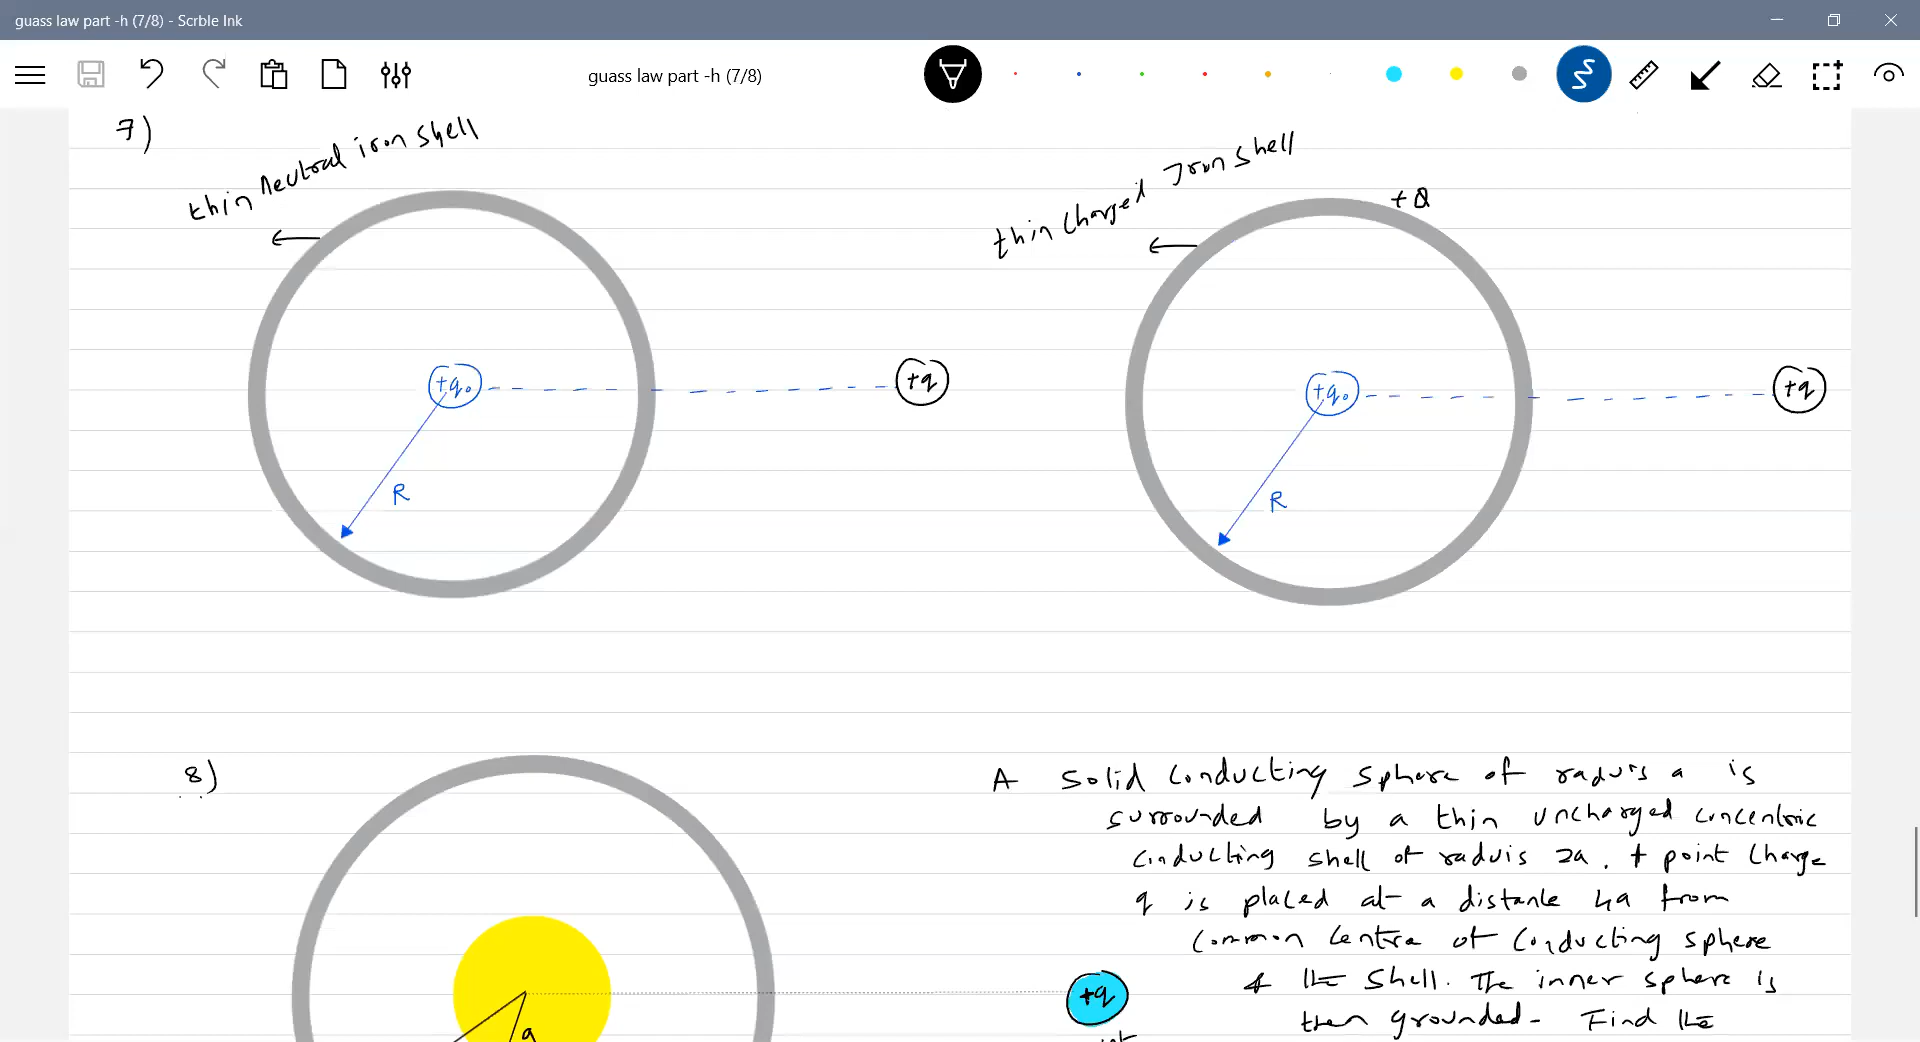 guass law part -h (7/8) - Scrble Ink
guass law part -h (7/8)
7)
thin Neutral iron shell
+q₀
+q
R
thin charged Iron shell
+Q
+q₀
+q
R
8)
A solid conducting sphere of raduis a is
surrounded by a thin uncharged concentric
conducting shell of raduis 2a. A point charge
q is placed at a distance 4a from
common centre of conducting sphere
& the shell. The inner sphere is
then grounded- Find the
+q
a